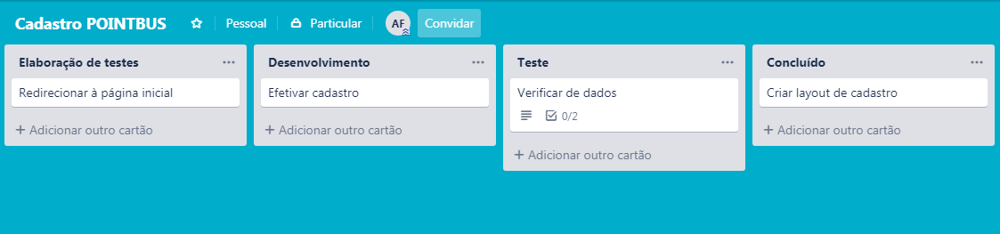 Cadastro POINTBUS Pessoal Particular AF Convidar
Elaboração de testes
Redirecionar à página inicial
+ Adicionar outro cartão
Desenvolvimento
Efetivar cadastro
+ Adicionar outro cartão
Teste
Verificar de dados
0/2
+ Adicionar outro cartão
Concluído
Criar layout de cadastro
+ Adicionar outro cartão